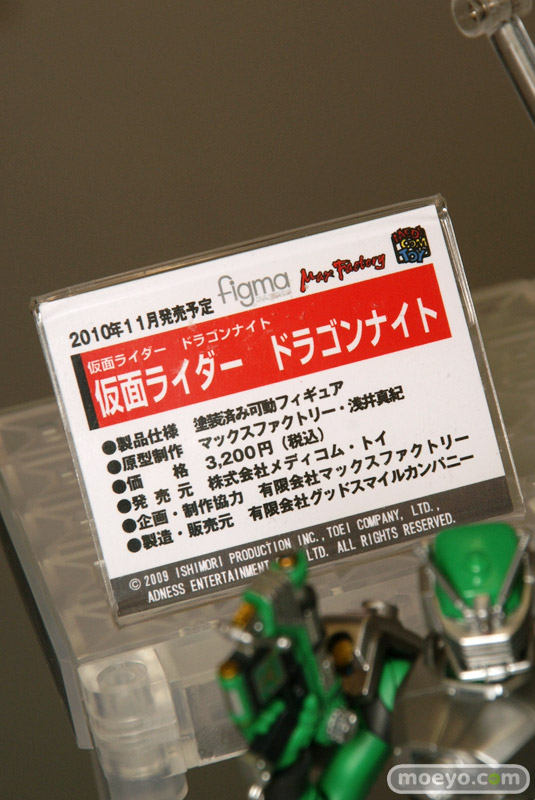 2010年11月発売予定 figma Max Factory MEDICOM TOY
仮面ライダー ドラゴンナイト
仮面ライダー ドラゴンナイト
●製品仕様 塗装済み可動フィギュア
●原型制作 マックスファクトリー・浅井真紀
●価 格 3,200円(税込)
●発 売 元 株式会社メディコム・トイ
●企画・制作協力 有限会社マックスファクトリー
●製造・販売元 有限会社グッドスマイルカンパニー
©2009 ISHIMORI PRODUCTION INC., TOEI COMPANY, LTD.,
ADNESS ENTERTAINMENT LTD. ALL RIGHTS RESERVED.
moeyo.com